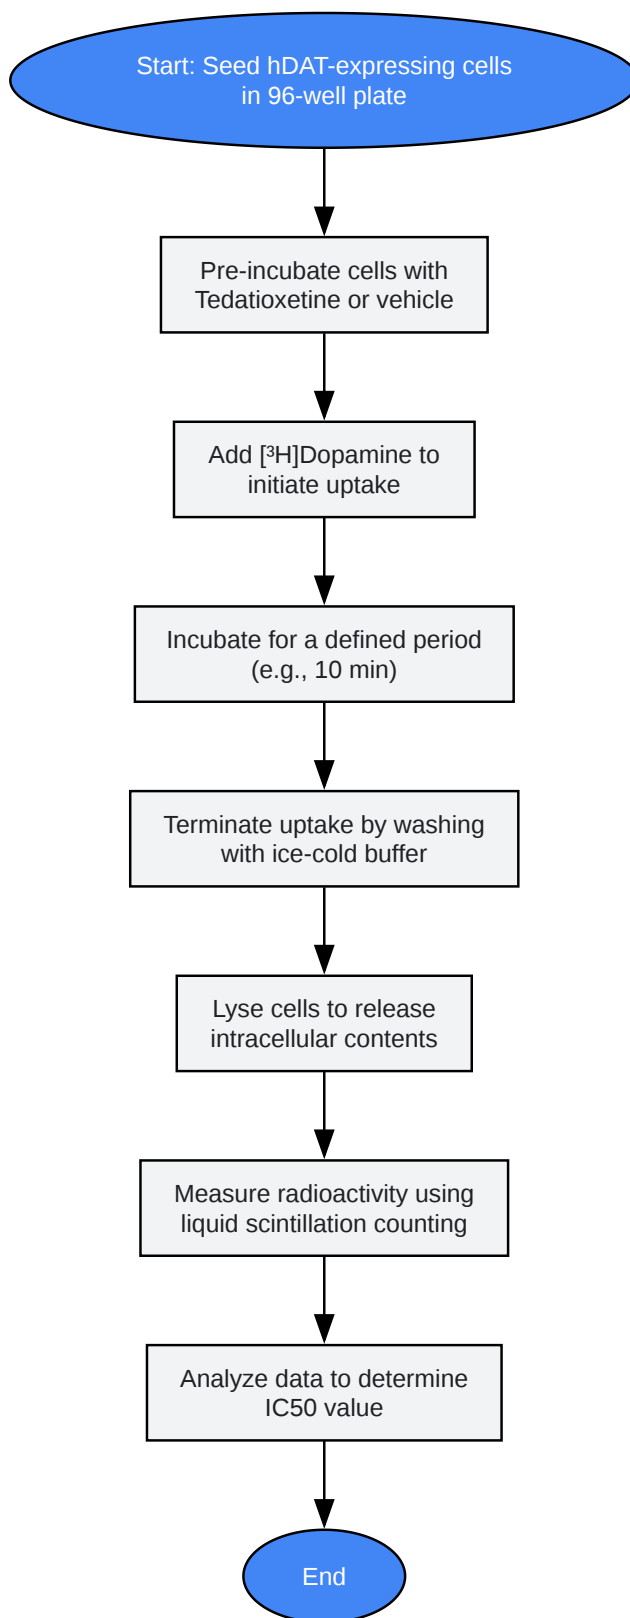 Start: Seed hDAT-expressing cells
in 96-well plate
Pre-incubate cells with
Tedatioxetine or vehicle
Add [³H]Dopamine to
initiate uptake
Incubate for a defined period
(e.g., 10 min)
Terminate uptake by washing
with ice-cold buffer
Lyse cells to release
intracellular contents
Measure radioactivity using
liquid scintillation counting
Analyze data to determine
IC50 value
End